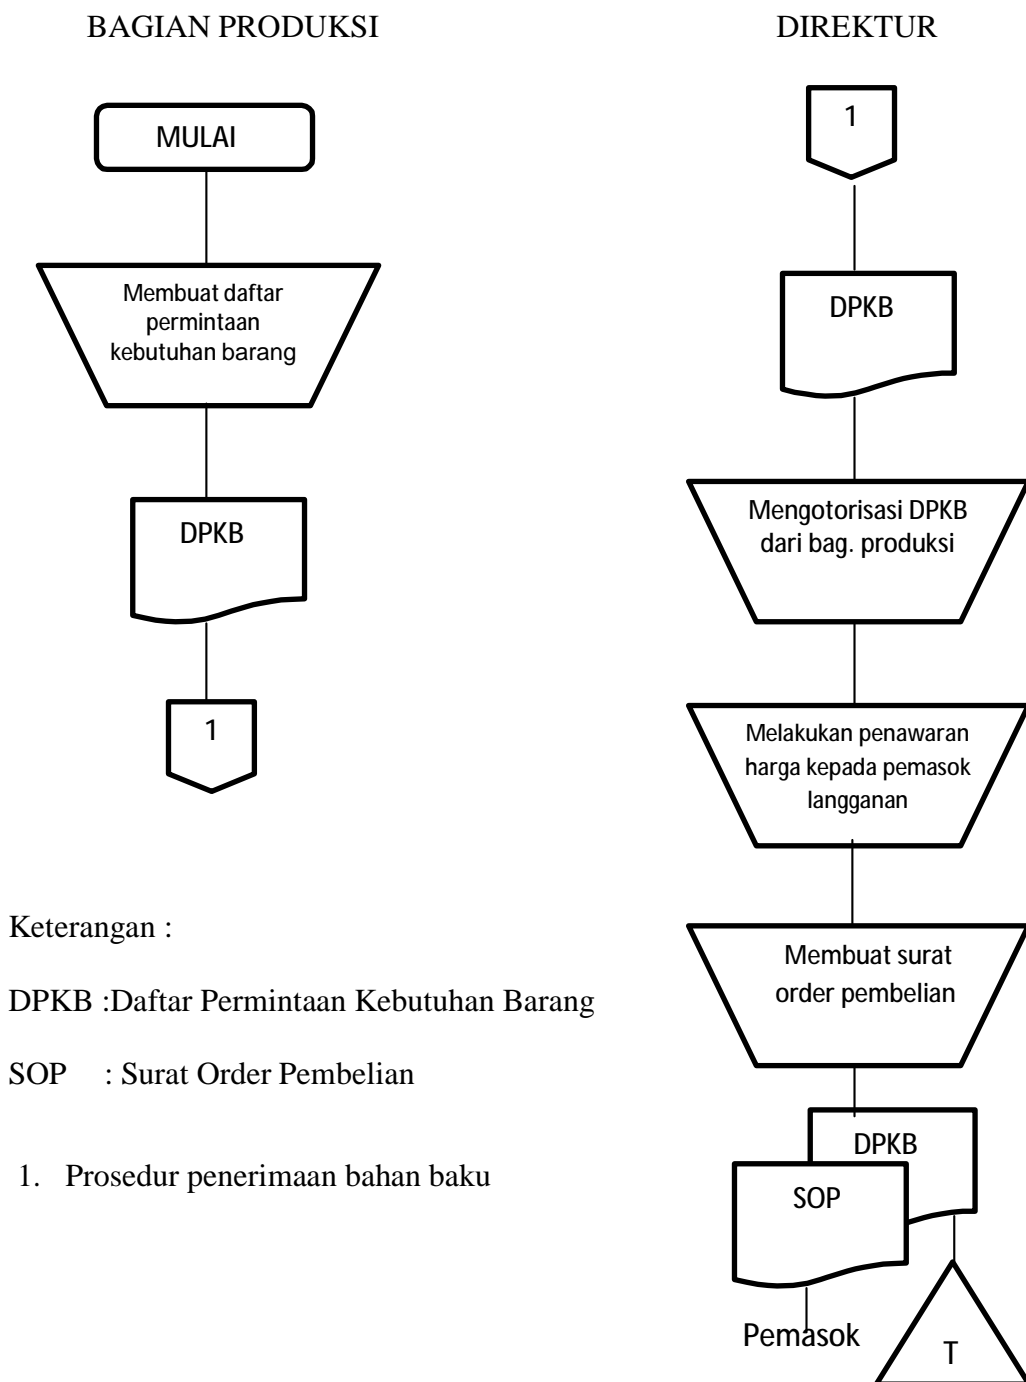 BAGIAN PRODUKSI
MULAI
Membuat daftar
permintaan
kebutuhan barang
DPKB
1
DIREKTUR
1
DPKB
Mengotorisasi DPKB
dari bag. produksi
Melakukan penawaran
harga kepada pemasok
langganan
Membuat surat
order pembelian
DPKB
SOP
Pemasok
T
Keterangan :
DPKB :Daftar Permintaan Kebutuhan Barang
SOP : Surat Order Pembelian
1. Prosedur penerimaan bahan baku